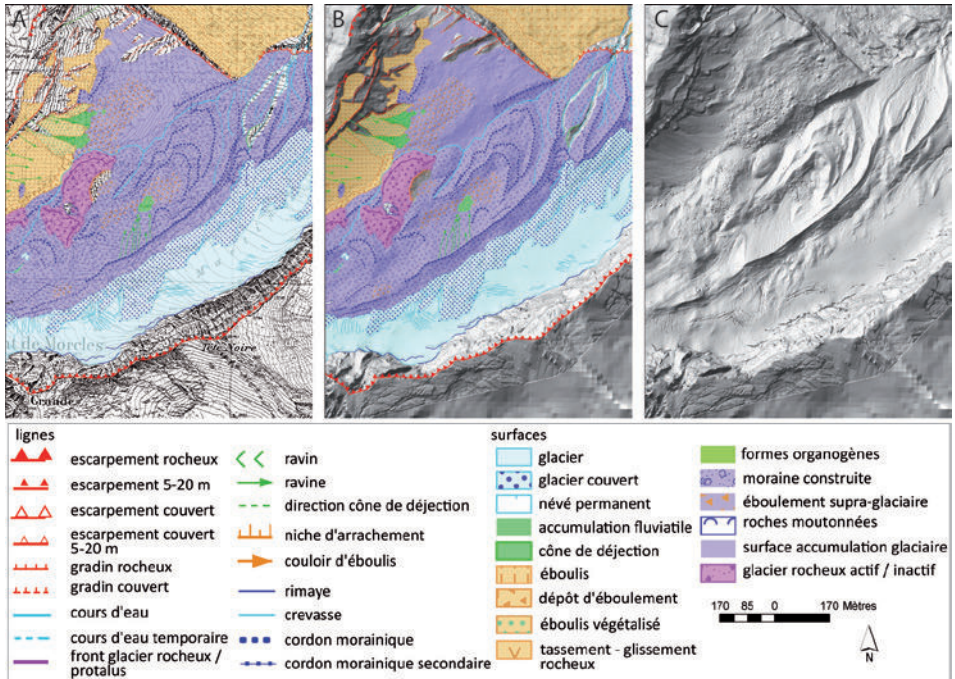 A
B
C
nt de Morcles
Noire
Grande
lignes
escarpement rocheux
escarpement 5-20 m
escarpement couvert
escarpement couvert
5-20 m
gradin rocheux
gradin couvert
cours d'eau
cours d'eau temporaire
front glacier rocheux /
protalus
ravin
ravine
direction cône de déjection
niche d'arrachement
couloir d'éboulis
rimaye
crevasse
cordon morainique
cordon morainique secondaire
surfaces
glacier
glacier couvert
névé permanent
accumulation fluviatile
cône de déjection
éboulis
dépôt d'éboulement
éboulis végétalisé
tassement - glissement
rocheux
formes organogènes
moraine construite
éboulement supra-glaciaire
roches moutonnées
surface accumulation glaciaire
glacier rocheux actif / inactif
170 85 0 170 Mètres
N